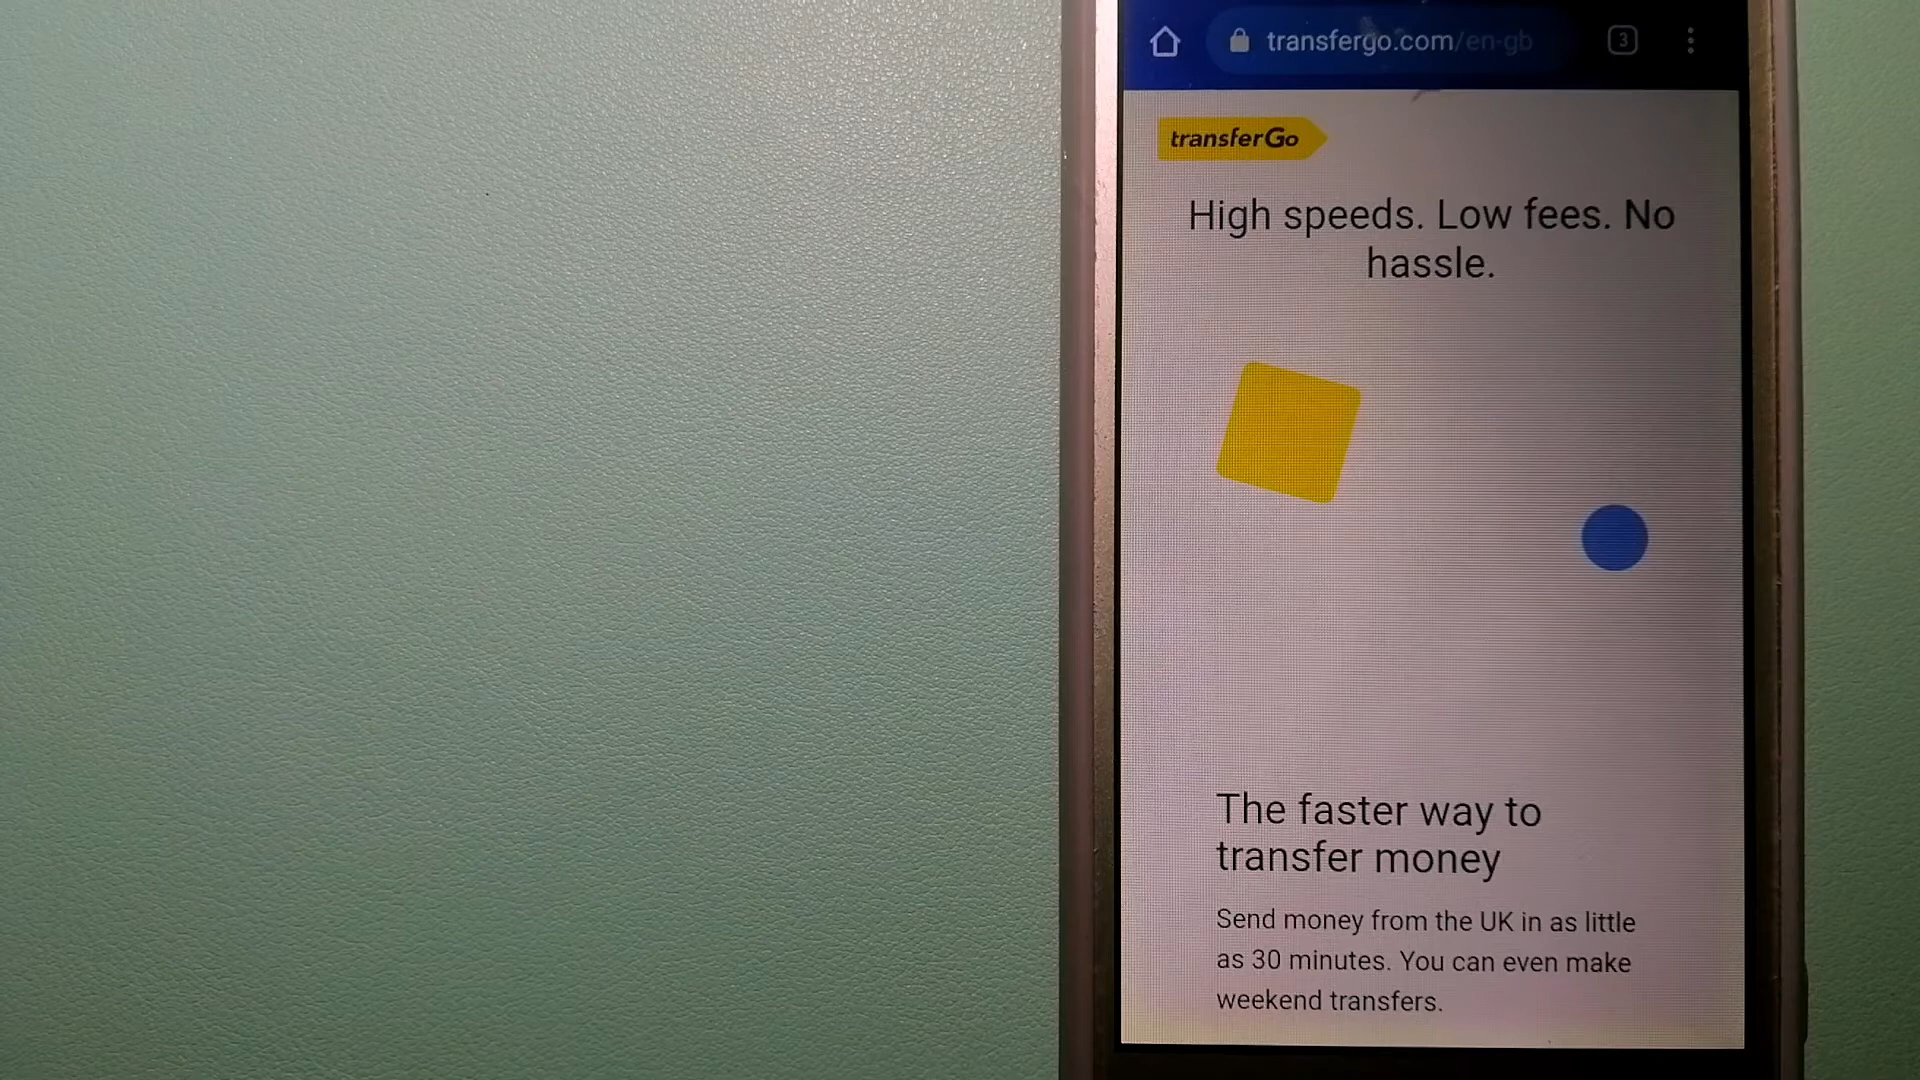 transfergo.com/en-gb
3
transferGo
High speeds. Low fees. No
hassle.
The faster way to
transfer money
Send money from the UK in as little
as 30 minutes. You can even make
weekend transfers.